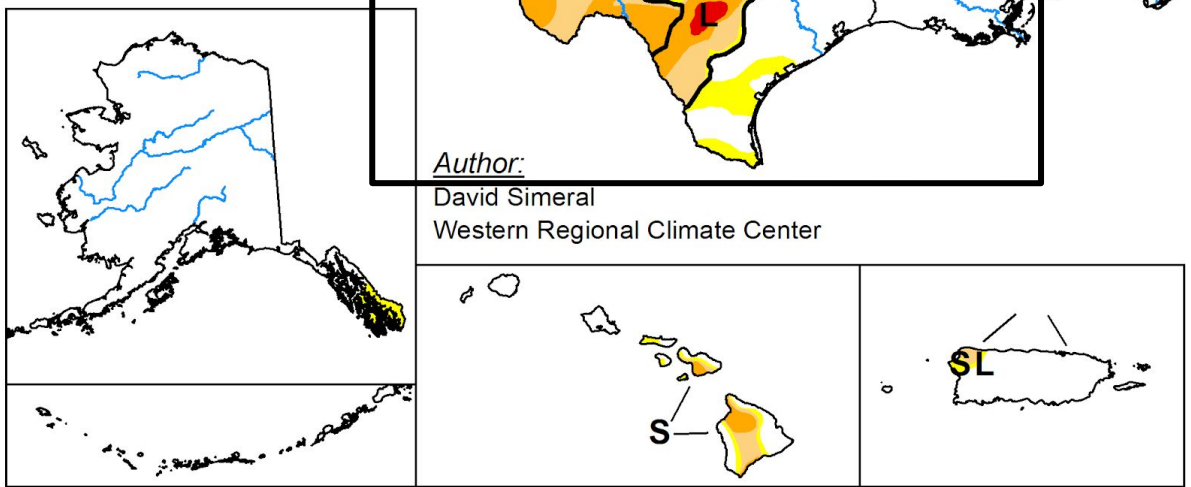 L
Author:
David Simeral
Western Regional Climate Center
S
SL